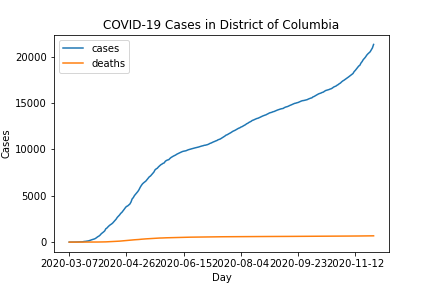 COVID-19 Cases in District of Columbia
cases
deaths
20000
15000
10000
5000
0
Cases
2020-03-07
2020-04-26
2020-06-15
2020-08-04
2020-09-23
2020-11-12
Day